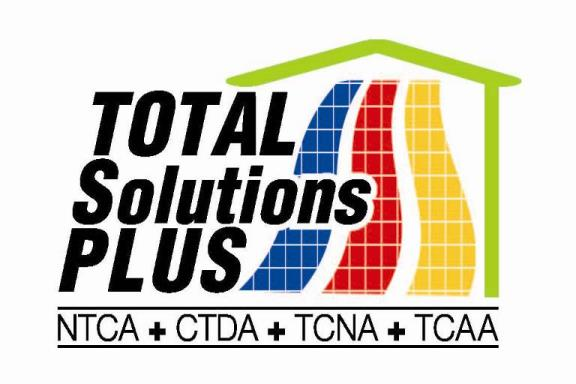 TOTAL
Solutions
PLUS
NTCA + CTDA + TCNA + TCAA